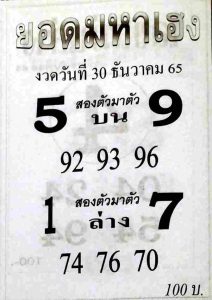 ยอดมหาเฮง
งวดวันที่ 30 ธันวาคม 65
5 สองตัวมาตัว 9
บน
92 93 96
1 สองตัวมาตัว 7
ล่าง
74 76 70
100 บ.